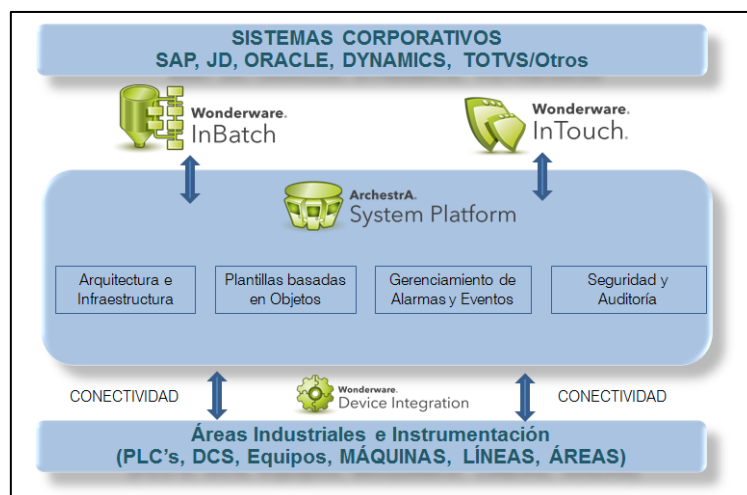 SISTEMAS CORPORATIVOS
SAP, JD, ORACLE, DYNAMICS, TOTVS/Otros
Wonderware.
InBatch
Wonderware.
InTouch.
ArchestrA.
System Platform
Arquitectura e
Infraestructura
Plantillas basadas
en Objetos
Gerenciamiento de
Alarmas y Eventos
Seguridad y
Auditoría
CONECTIVIDAD
Wonderware.
Device Integration
CONECTIVIDAD
Áreas Industriales e Instrumentación
(PLC's, DCS, Equipos, MÁQUINAS, LÍNEAS, ÁREAS)